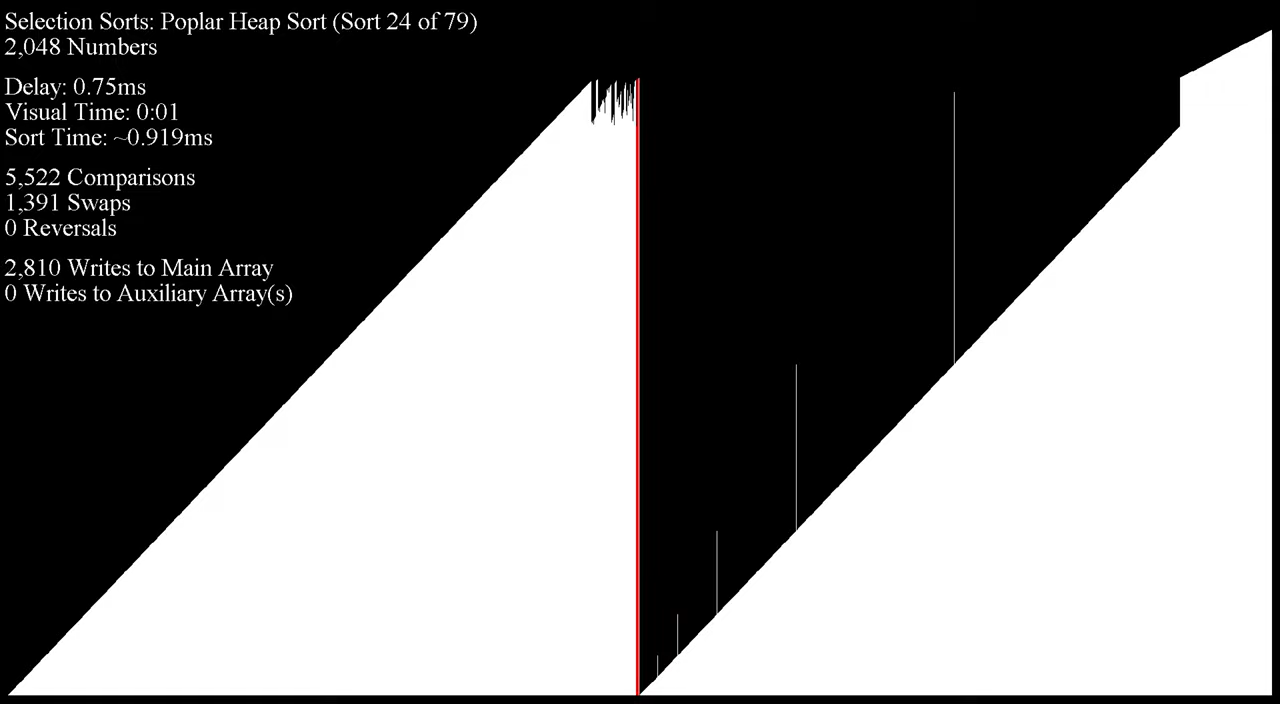 Selection Sorts: Poplar Heap Sort (Sort 24 of 79)
2,048 Numbers
Delay: 0.75ms
Visual Time: 0:01
Sort Time: ~0.919ms
5,522 Comparisons
1,391 Swaps
0 Reversals
2,810 Writes to Main Array
0 Writes to Auxiliary Array(s)